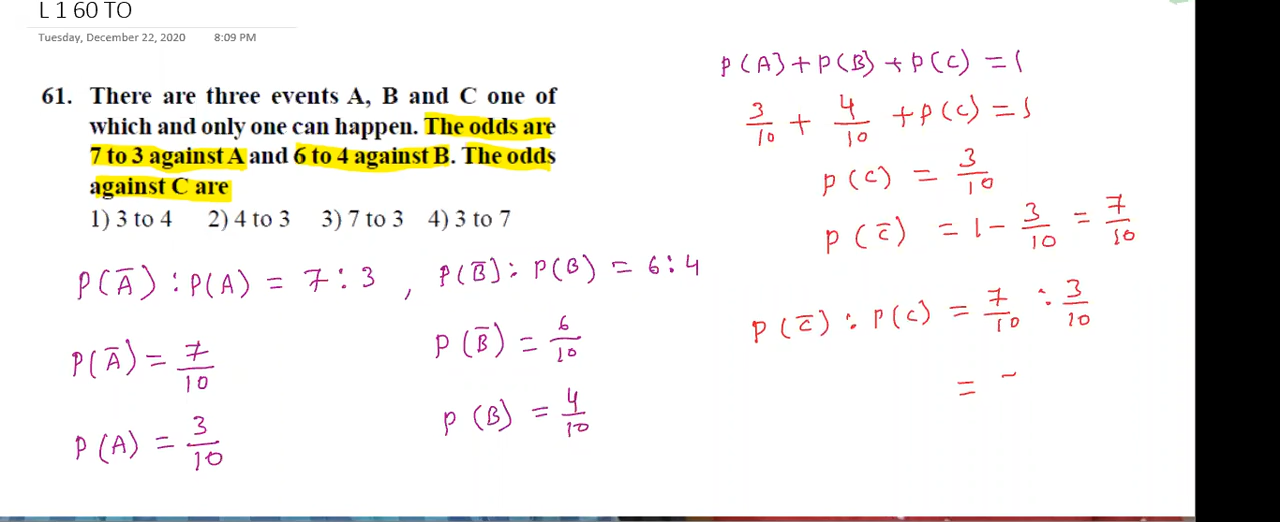 L 1 60 TO
Tuesday, December 22, 2020 8:09 PM
61. There are three events A, B and C one of
which and only one can happen. The odds are
7 to 3 against A and 6 to 4 against B. The odds
against C are
1) 3 to 4 2) 4 to 3 3) 7 to 3 4) 3 to 7
P(A̅) : P(A) = 7 : 3 , P(B̅) : P(B) = 6 : 4
P(A̅) = 7/10
P(A) = 3/10
P(B̅) = 6/10
P(B) = 4/10
P(A) + P(B) + P(C) = 1
3/10 + 4/10 + P(C) = 1
P(C) = 3/10
P(C̅) = 1 - 3/10 = 7/10
P(C̅) : P(C) = 7/10 : 3/10
=